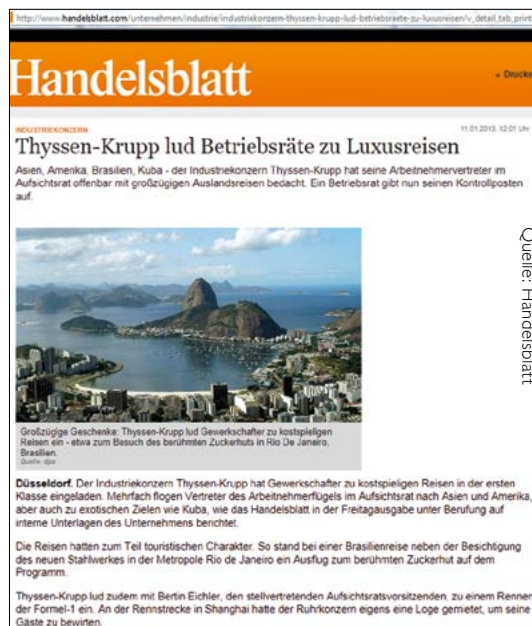 http://www.handelsblatt.com/unternehmen/industrie/industriekonzern-thyssen-krupp-lud-betriebsraete-zu-luxusreisen/v_detail_tab_print
Handelsblatt
» Drucke
INDUSTRIEKONZERN
11.01.2013, 12:01 Uhr
Thyssen-Krupp lud Betriebsräte zu Luxusreisen
Asien, Amerika, Brasilien, Kuba - der Industriekonzern Thyssen-Krupp hat seine Arbeitnehmervertreter im
Aufsichtsrat offenbar mit großzügigen Auslandsreisen bedacht. Ein Betriebsrat gibt nun seinen Kontrollposten
auf.
Quelle: Handelsblatt
Großzügige Geschenke: Thyssen-Krupp lud Gewerkschafter zu kostspieligen
Reisen ein - etwa zum Besuch des berühmten Zuckerhuts in Rio De Janeiro,
Brasilien.
Quelle: dpa
Düsseldorf. Der Industriekonzern Thyssen-Krupp hat Gewerkschafter zu kostspieligen Reisen in der ersten
Klasse eingeladen. Mehrfach flogen Vertreter des Arbeitnehmerflügels im Aufsichtsrat nach Asien und Amerika,
aber auch zu exotischen Zielen wie Kuba, wie das Handelsblatt in der Freitagausgabe unter Berufung auf
interne Unterlagen des Unternehmens berichtet.
Die Reisen hatten zum Teil touristischen Charakter. So stand bei einer Brasilienreise neben der Besichtigung
des neuen Stahlwerkes in der Metropole Rio de Janeiro ein Ausflug zum berühmten Zuckerhut auf dem
Programm.
Thyssen-Krupp lud zudem mit Bertin Eichler, den stellvertretenden Aufsichtsratsvorsitzenden, zu einem Rennen
der Formel-1 ein. An der Rennstrecke in Shanghai hatte der Ruhrkonzern eigens eine Loge gemietet, um seine
Gäste zu bewirten.